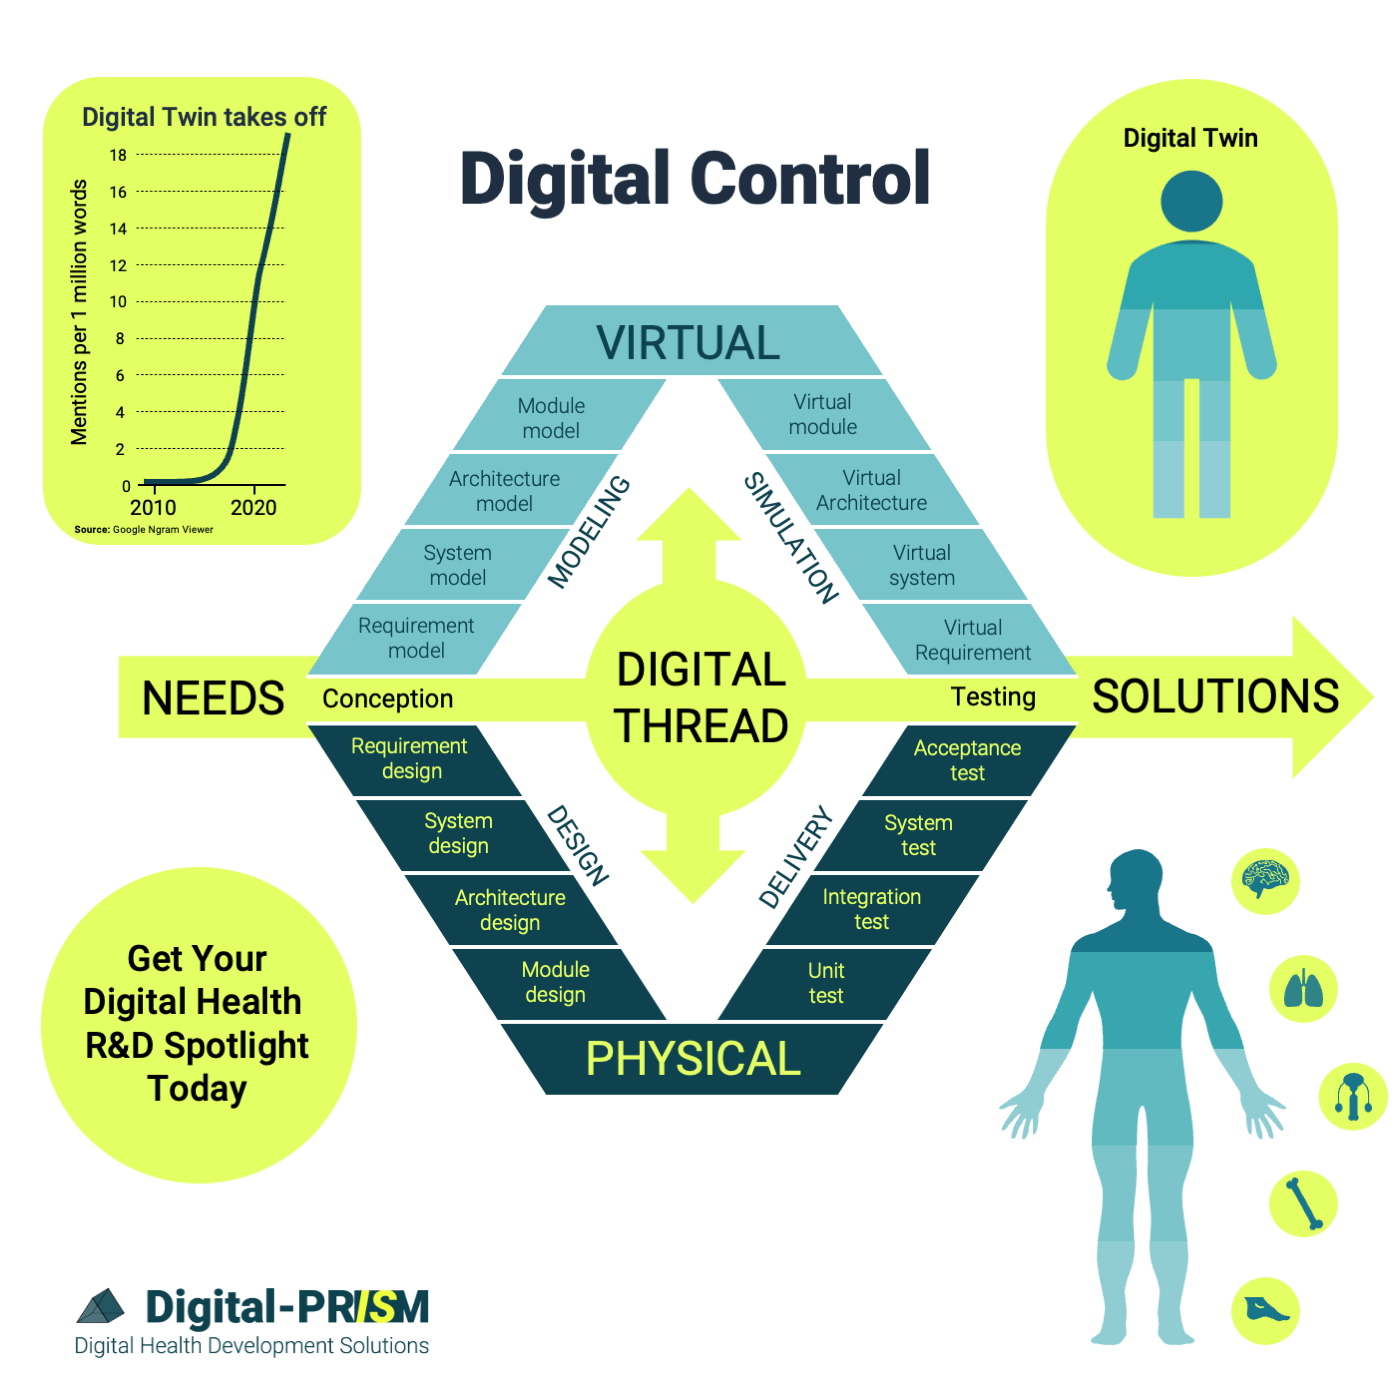 Digital Twin takes off
Mentions per 1 million words
18
16
14
12
10
8
6
4
2
0
2010 2020
Source: Google Ngram Viewer
Digital Control
Digital Twin
VIRTUAL
Module
model
Architecture
model
System
model
Requirement
model
MODELING
SIMULATION
Virtual
module
Virtual
Architecture
Virtual
system
Virtual
Requirement
NEEDS
Conception
DIGITAL
THREAD
Testing
SOLUTIONS
Requirement
design
System
design
Architecture
design
Module
design
DESIGN
DELIVERY
Acceptance
test
System
test
Integration
test
Unit
test
PHYSICAL
Get Your
Digital Health
R&D Spotlight
Today
Digital-PRISM
Digital Health Development Solutions